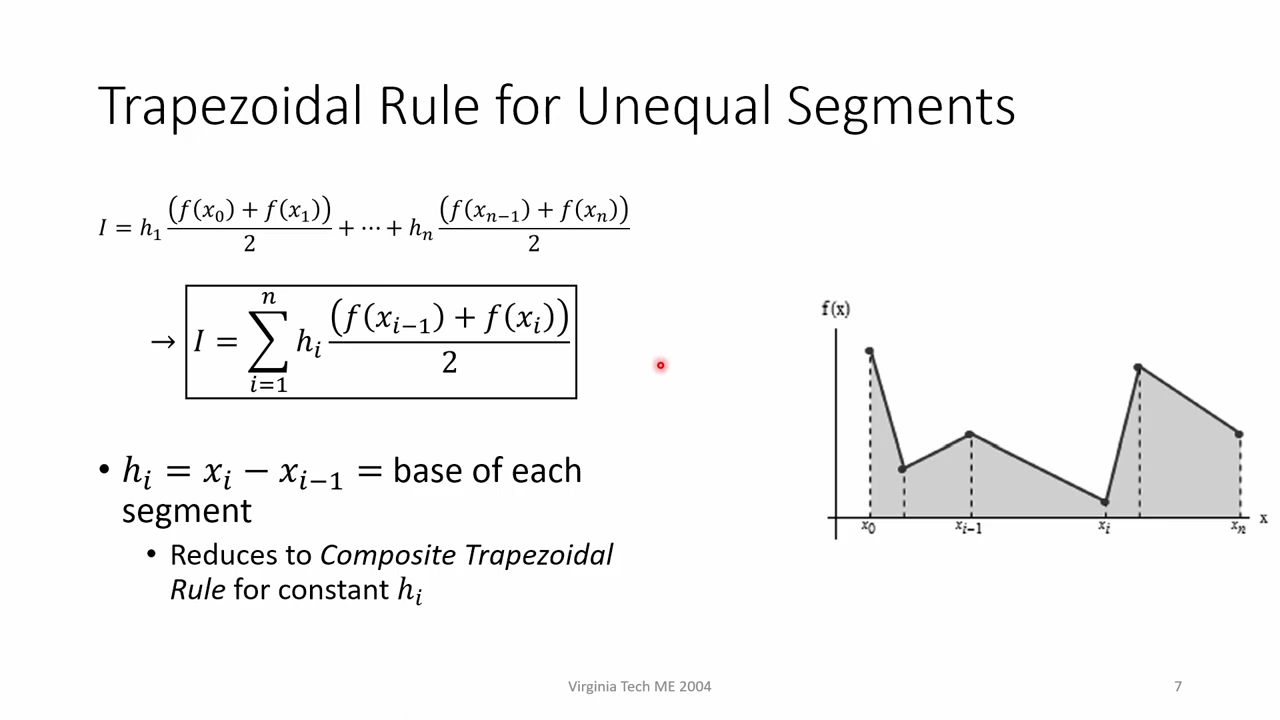 Trapezoidal Rule for Unequal Segments
I = h₁ (f(x₀) + f(x₁))/2 + ⋯ + hₙ (f(xₙ₋₁) + f(xₙ))/2
→ I = ∑ᵢ₌₁ⁿ hᵢ (f(xᵢ₋₁) + f(xᵢ))/2
• hᵢ = xᵢ − xᵢ₋₁ = base of each
segment
• Reduces to Composite Trapezoidal
Rule for constant hᵢ
f(x)
x₀ xᵢ₋₁ xᵢ xₙ x
Virginia Tech ME 2004
7